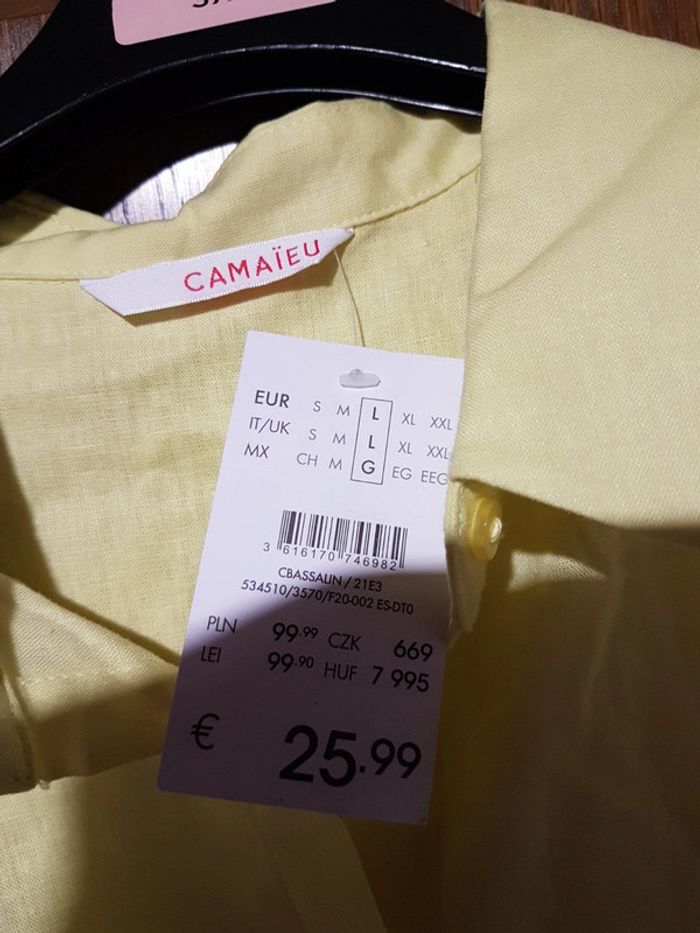 CAMAÏEU
EUR S M L XL XXL
IT/UK S M L XL XXL
MX CH M G EG EEG
3 616170 746982
CBASSALIN / 21E3
534510/3570/F20-002 ES-DT0
PLN 99.99 CZK 669
LEI 99.90 HUF 7 995
€ 25.99